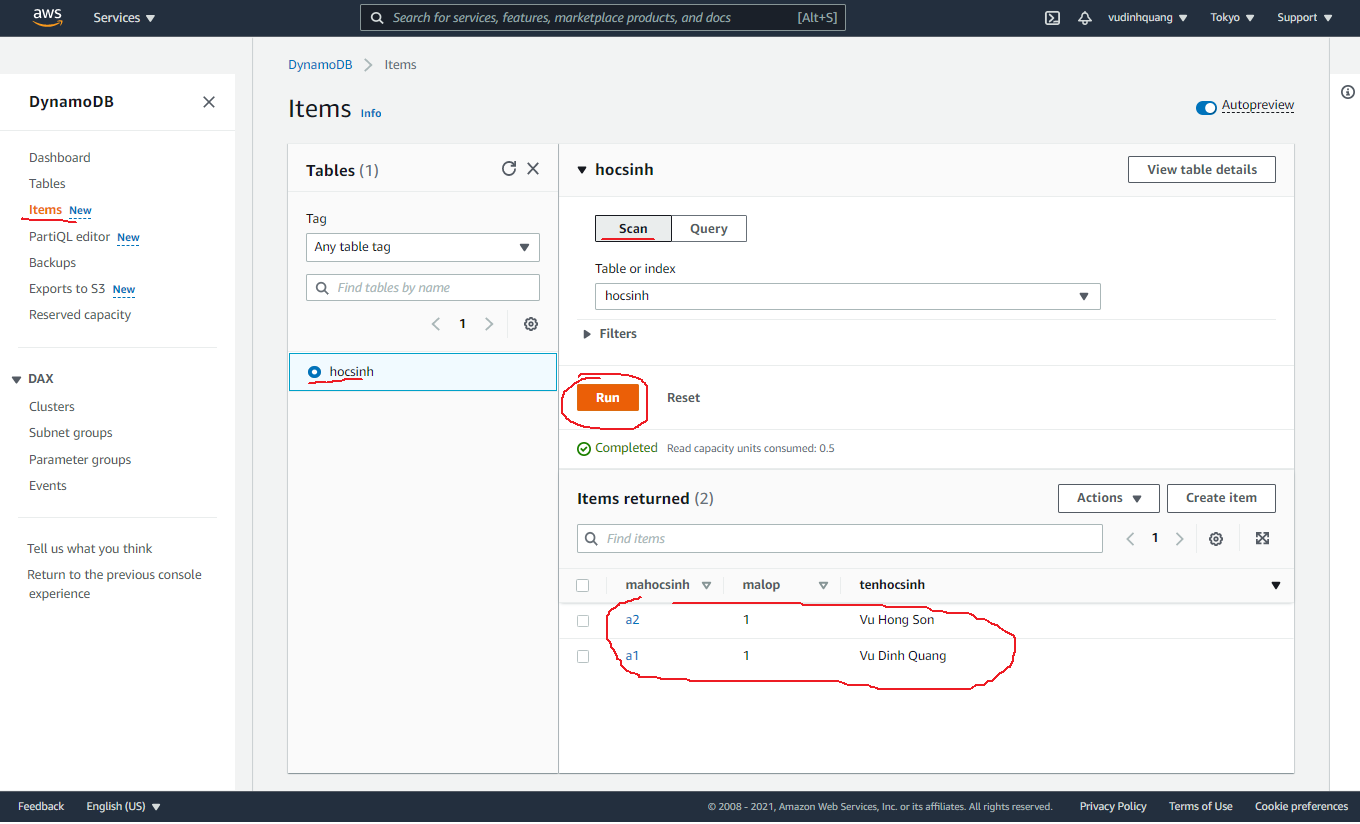 aws Services Search for services, features, marketplace products, and docs [Alt+S] vudinhquang Tokyo Support
DynamoDB
Dashboard
Tables
Items New
PartiQL editor New
Backups
Exports to S3 New
Reserved capacity
DAX
Clusters
Subnet groups
Parameter groups
Events
Tell us what you think
Return to the previous console
experience
DynamoDB > Items
Items Info
Autopreview
Tables (1)
Tag
Any table tag
Find tables by name
1
hocsinh
hocsinh
View table details
Scan Query
Table or index
hocsinh
Filters
Run Reset
Completed Read capacity units consumed: 0.5
Items returned (2)
Actions Create item
Find items
1
mahocsinh malop tenhocsinh
a2 1 Vu Hong Son
a1 1 Vu Dinh Quang
Feedback English (US) © 2008 - 2021, Amazon Web Services, Inc. or its affiliates. All rights reserved. Privacy Policy Terms of Use Cookie preferences